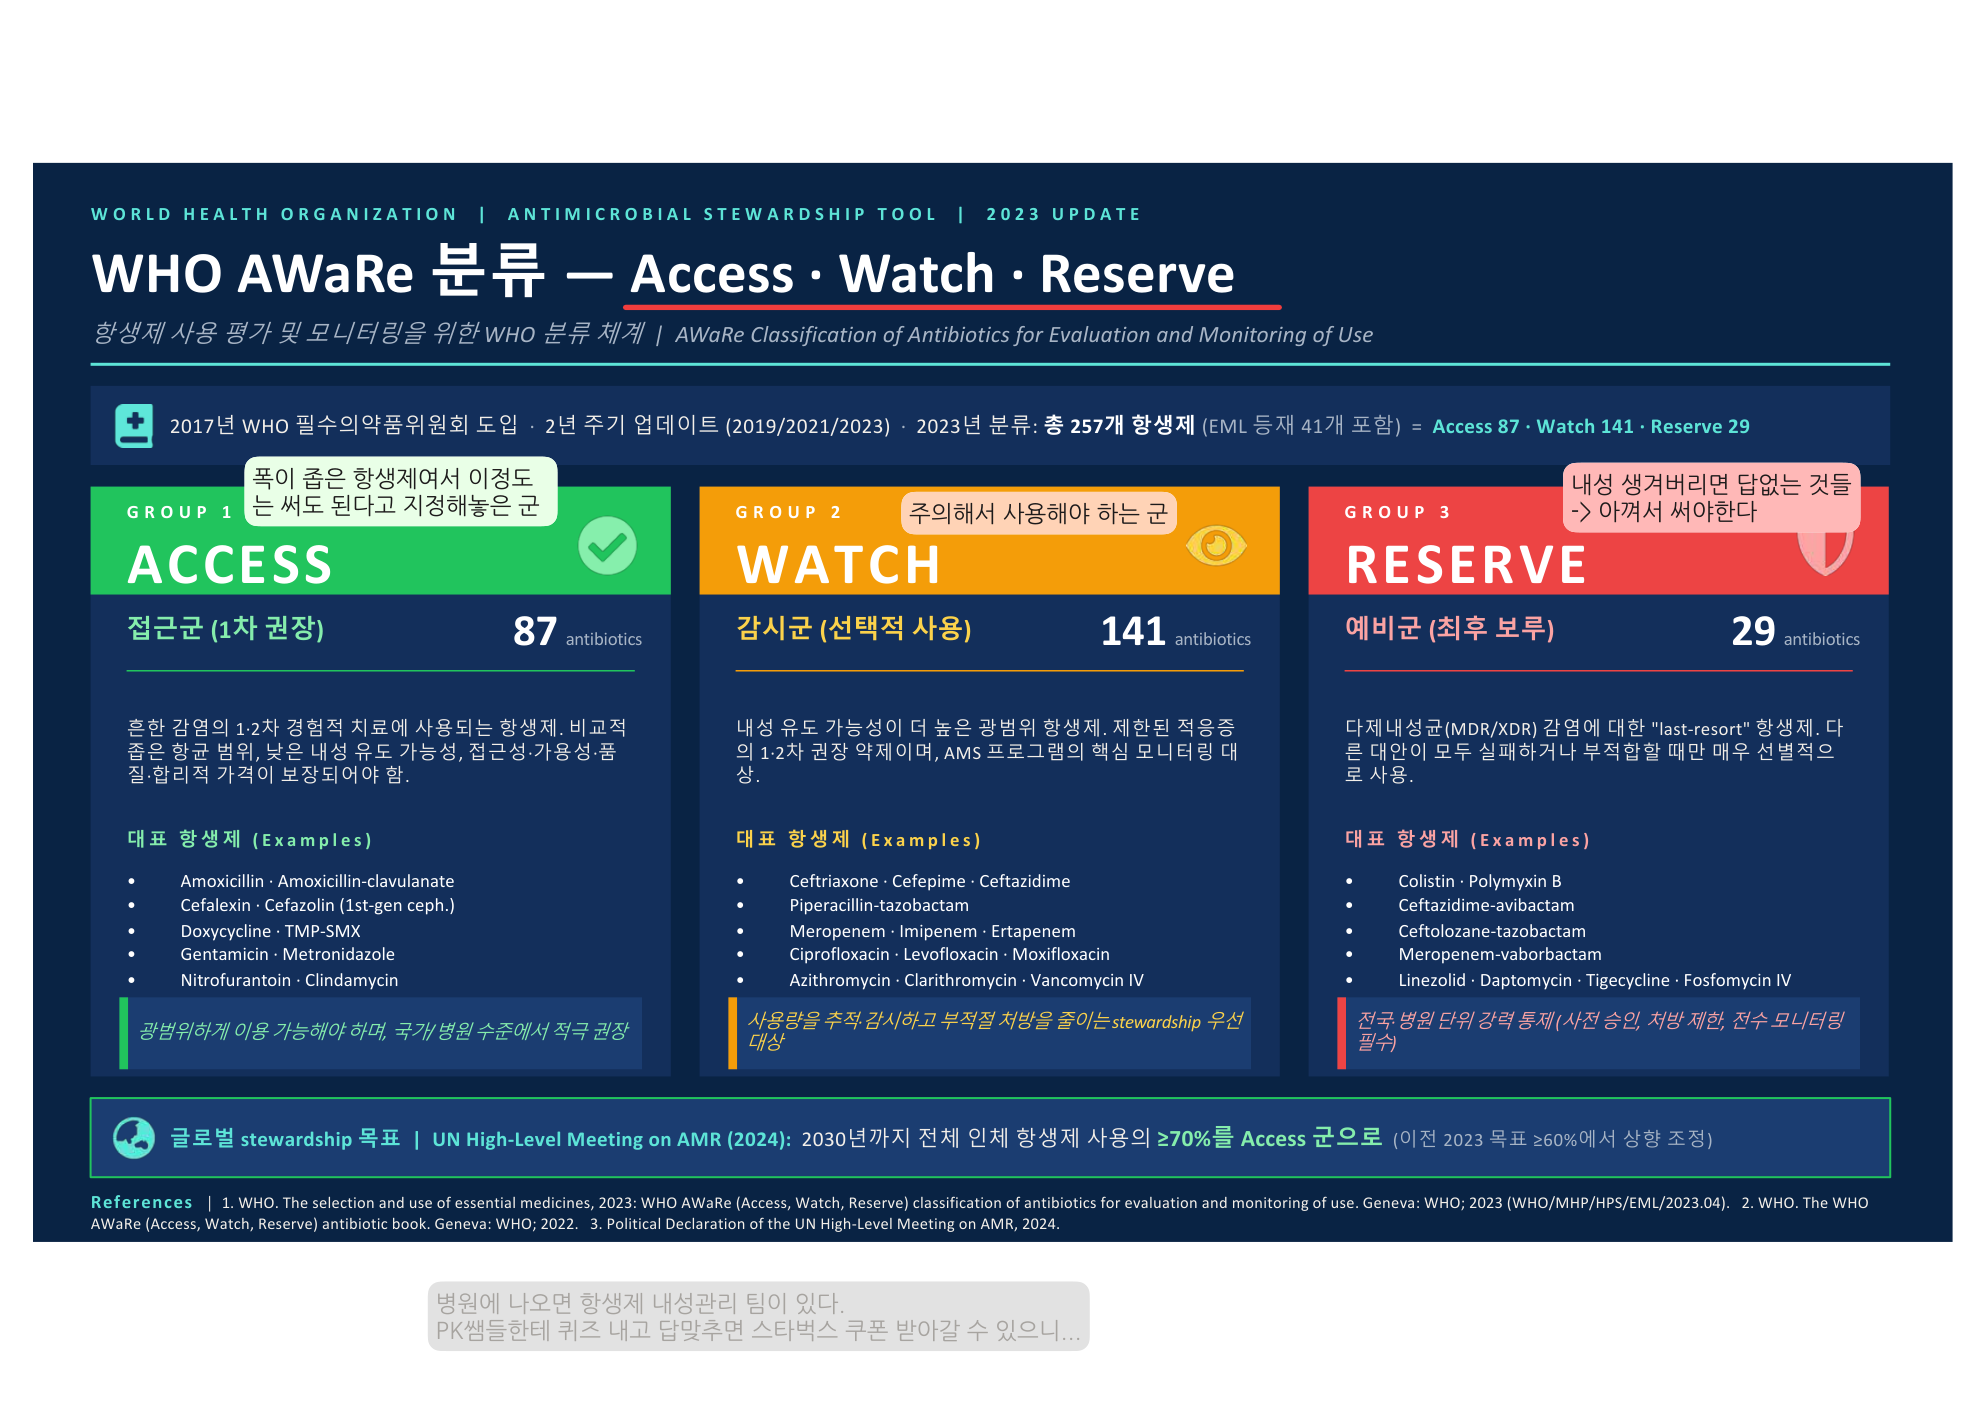 WORLD HEALTH ORGANIZATION | ANTIMICROBIAL STEWARDSHIP TOOL | 2023 UPDATE
WHO AWaRe 분류 — Access · Watch · Reserve
항생제 사용 평가 및 모니터링을 위한 WHO 분류 체계 | AWaRe Classification of Antibiotics for Evaluation and Monitoring of Use
2017년 WHO 필수의약품위원회 도입 · 2년 주기 업데이트 (2019/2021/2023) · 2023년 분류: 총 257개 항생제 (EML 등재 41개 포함) = Access 87 · Watch 141 · Reserve 29
폭이 좁은 항생제여서 이정도
는 써도 된다고 지정해놓은 군
GROUP 1
ACCESS
접근군 (1차 권장)
87 antibiotics
흔한 감염의 1·2차 경험적 치료에 사용되는 항생제. 비교적
좁은 항균 범위, 낮은 내성 유도 가능성, 접근성·가용성·품
질·합리적 가격이 보장되어야 함.
대표 항생제 (Examples)
• Amoxicillin · Amoxicillin-clavulanate
• Cefalexin · Cefazolin (1st-gen ceph.)
• Doxycycline · TMP-SMX
• Gentamicin · Metronidazole
• Nitrofurantoin · Clindamycin
광범위하게 이용 가능해야 하며, 국가/병원 수준에서 적극 권장
주의해서 사용해야 하는 군
GROUP 2
WATCH
감시군 (선택적 사용)
141 antibiotics
내성 유도 가능성이 더 높은 광범위 항생제. 제한된 적응증
의 1·2차 권장 약제이며, AMS 프로그램의 핵심 모니터링 대
상.
대표 항생제 (Examples)
• Ceftriaxone · Cefepime · Ceftazidime
• Piperacillin-tazobactam
• Meropenem · Imipenem · Ertapenem
• Ciprofloxacin · Levofloxacin · Moxifloxacin
• Azithromycin · Clarithromycin · Vancomycin IV
사용량을 추적·감시하고 부적절 처방을 줄이는 stewardship 우선
대상
내성 생겨버리면 답없는 것들
-> 아껴서 써야한다
GROUP 3
RESERVE
예비군 (최후 보루)
29 antibiotics
다제내성균(MDR/XDR) 감염에 대한 "last-resort" 항생제. 다
른 대안이 모두 실패하거나 부적합할 때만 매우 선별적으
로 사용.
대표 항생제 (Examples)
• Colistin · Polymyxin B
• Ceftazidime-avibactam
• Ceftolozane-tazobactam
• Meropenem-vaborbactam
• Linezolid · Daptomycin · Tigecycline · Fosfomycin IV
전국·병원 단위 강력 통제 (사전 승인, 처방 제한, 전수 모니터링
필수)
글로벌 stewardship 목표 | UN High-Level Meeting on AMR (2024): 2030년까지 전체 인체 항생제 사용의 ≥70%를 Access 군으로 (이전 2023 목표 ≥60%에서 상향 조정)
References | 1. WHO. The selection and use of essential medicines, 2023: WHO AWaRe (Access, Watch, Reserve) classification of antibiotics for evaluation and monitoring of use. Geneva: WHO; 2023 (WHO/MHP/HPS/EML/2023.04). 2. WHO. The WHO
AWaRe (Access, Watch, Reserve) antibiotic book. Geneva: WHO; 2022. 3. Political Declaration of the UN High-Level Meeting on AMR, 2024.
병원에 나오면 항생제 내성관리 팀이 있다.
PK쌤들한테 퀴즈 내고 답맞추면 스타벅스 쿠폰 받아갈 수 있으니...